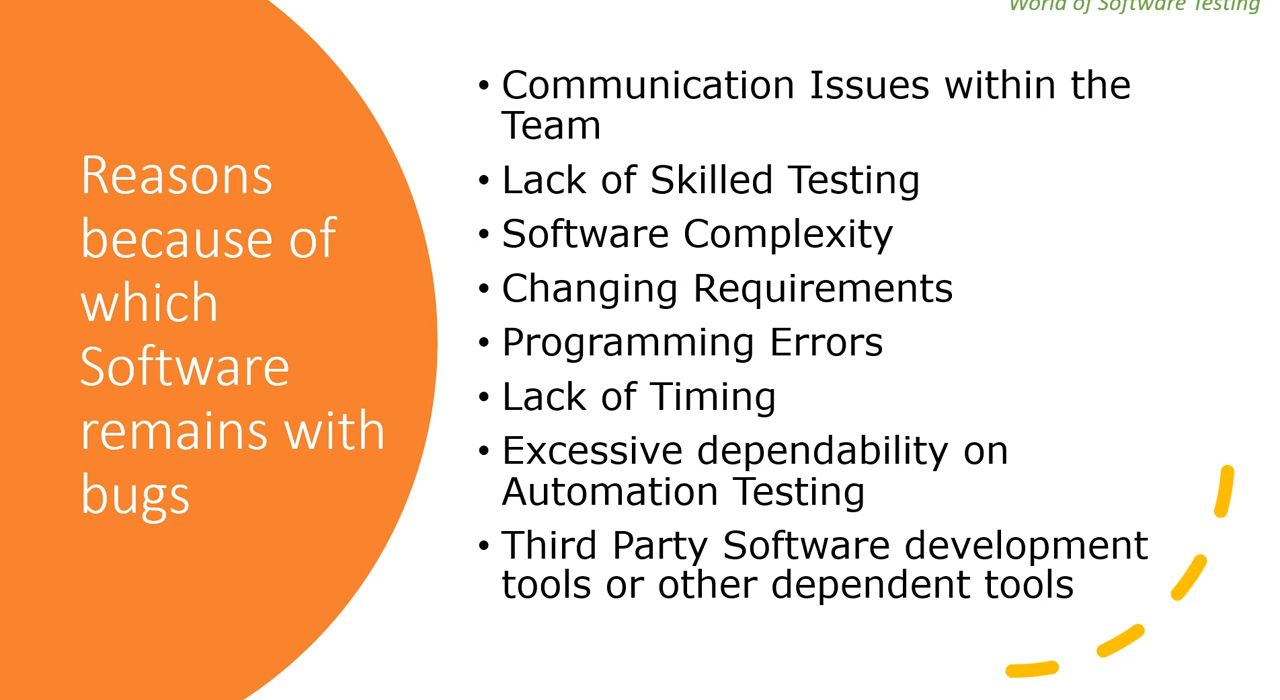 World of Software Testing
Reasons
because of
which
Software
remains with
bugs
• Communication Issues within the
Team
• Lack of Skilled Testing
• Software Complexity
• Changing Requirements
• Programming Errors
• Lack of Timing
• Excessive dependability on
Automation Testing
• Third Party Software development
tools or other dependent tools